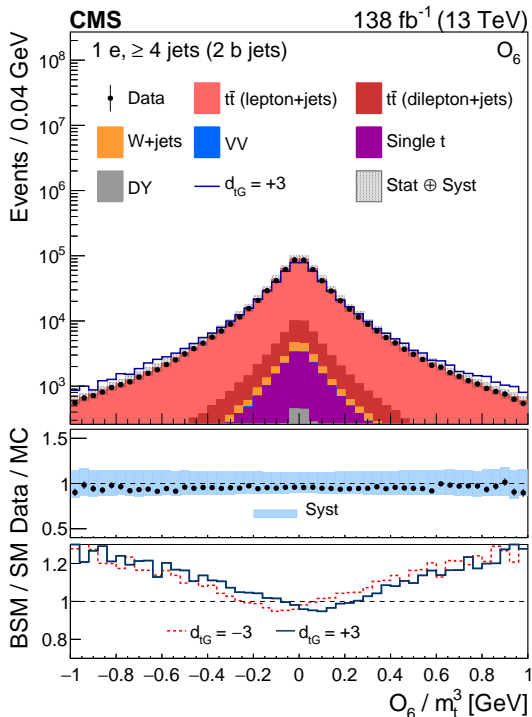 CMS 138 fb⁻¹ (13 TeV)
1 e, ≥ 4 jets (2 b jets) O₆
Data tt̄ (lepton+jets) tt̄ (dilepton+jets)
W+jets VV Single t
DY d_tG = +3 Stat ⊕ Syst
Events / 0.04 GeV
10⁸
10⁷
10⁶
10⁵
10⁴
10³
Data / MC
1.5
1
0.5
Syst
BSM / SM
1.2
1
0.8
d_tG = −3 d_tG = +3
−1 −0.8 −0.6 −0.4 −0.2 0 0.2 0.4 0.6 0.8 1
O₆ / m_t³ [GeV]